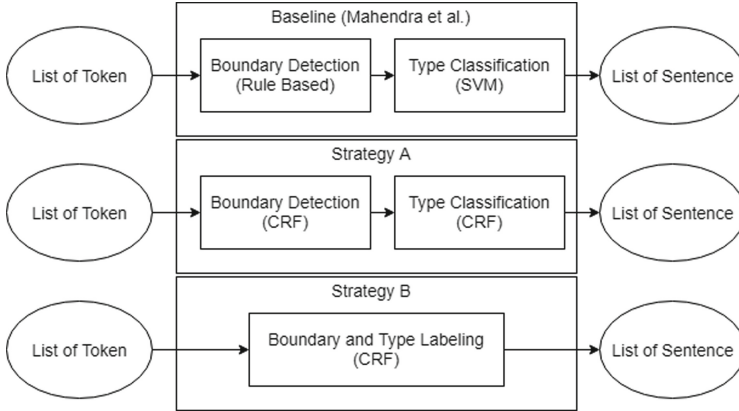 Baseline (Mahendra et al.)
List of Token
Boundary Detection
(Rule Based)
Type Classification
(SVM)
List of Sentence
Strategy A
List of Token
Boundary Detection
(CRF)
Type Classification
(CRF)
List of Sentence
Strategy B
List of Token
Boundary and Type Labeling
(CRF)
List of Sentence